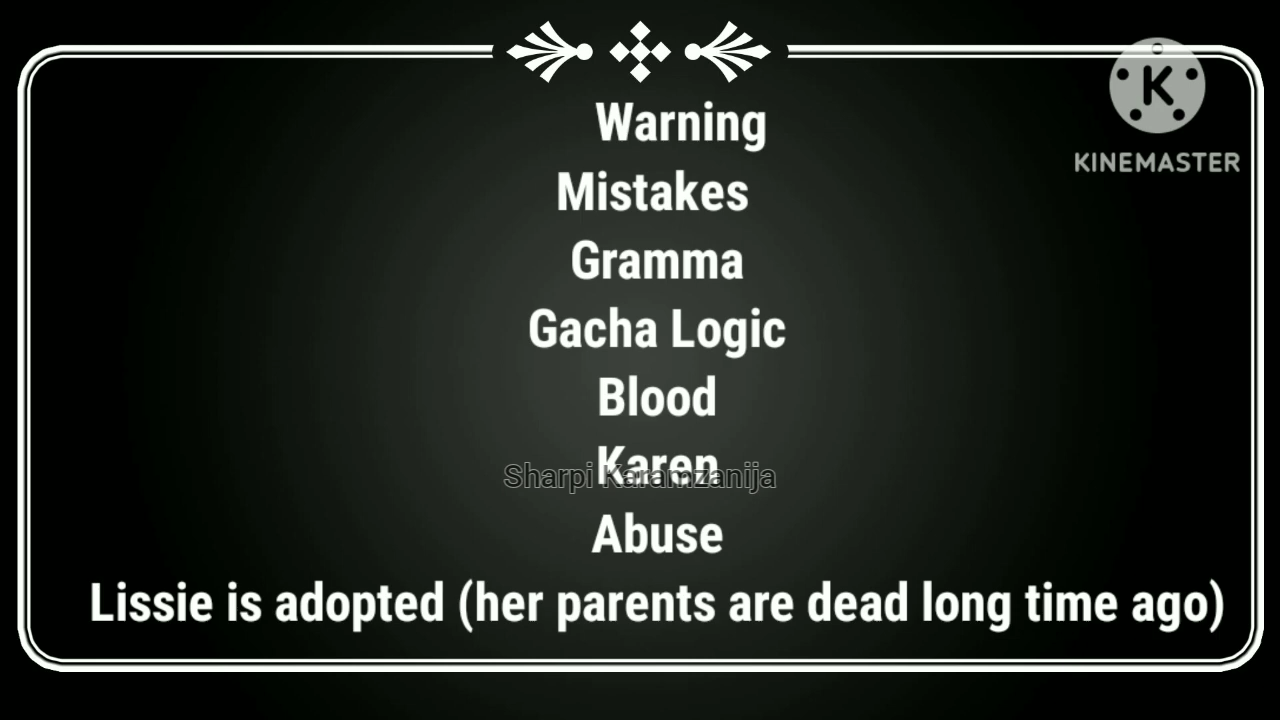 Warning
K
KINEMASTER
Mistakes
Gramma
Gacha Logic
Blood
Karen
Sharpi Karamzanija
Abuse
Lissie is adopted (her parents are dead long time ago)